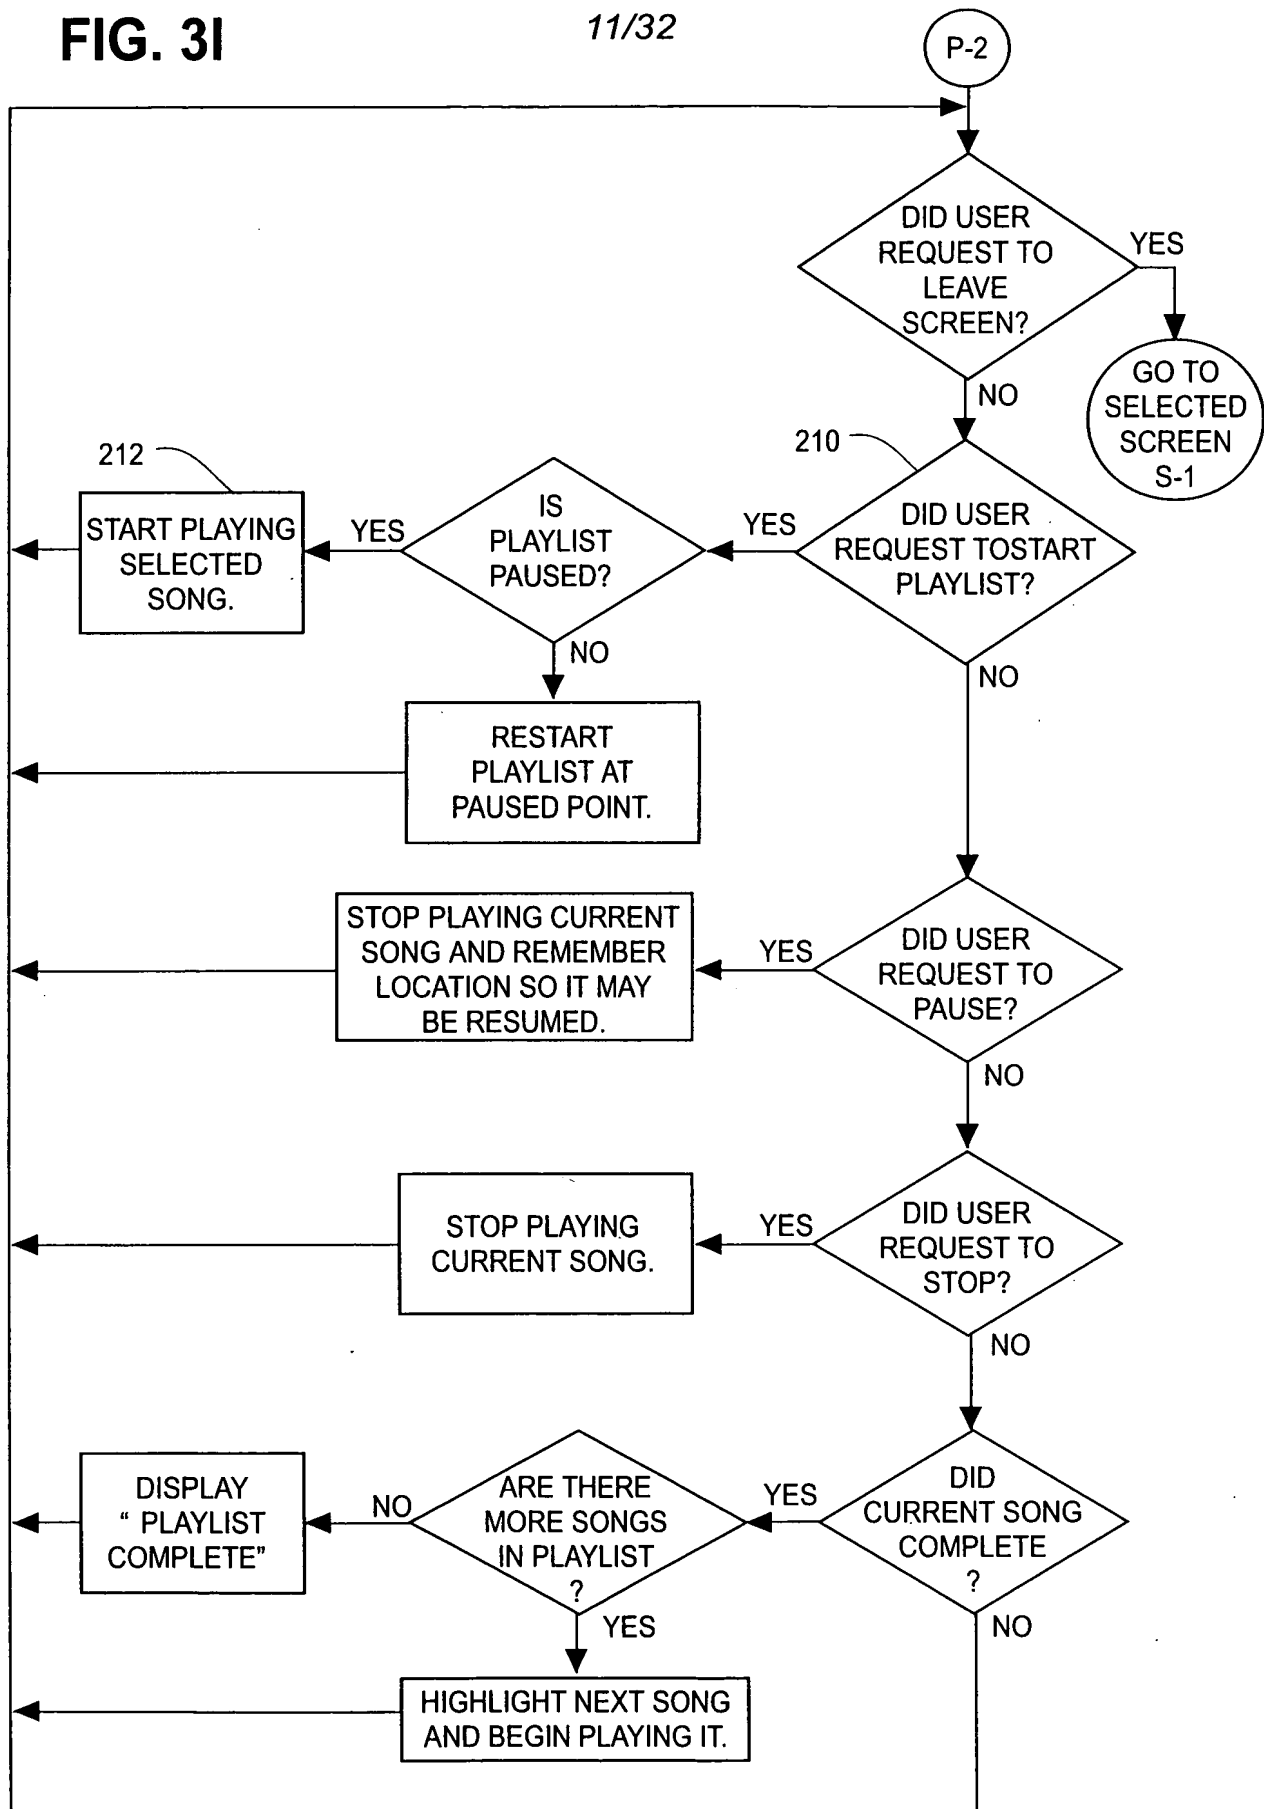 FIG. 3I
11/32
P-2
DID USER
REQUEST TO
LEAVE
SCREEN?
YES
GO TO
SELECTED
SCREEN
S-1
NO
210
DID USER
REQUEST TOSTART
PLAYLIST?
YES
IS
PLAYLIST
PAUSED?
YES
212
START PLAYING
SELECTED
SONG.
NO
RESTART
PLAYLIST AT
PAUSED POINT.
NO
DID USER
REQUEST TO
PAUSE?
YES
STOP PLAYING CURRENT
SONG AND REMEMBER
LOCATION SO IT MAY
BE RESUMED.
NO
DID USER
REQUEST TO
STOP?
YES
STOP PLAYING
CURRENT SONG.
NO
DID
CURRENT SONG
COMPLETE
?
YES
ARE THERE
MORE SONGS
IN PLAYLIST
?
NO
DISPLAY
“ PLAYLIST
COMPLETE”
YES
HIGHLIGHT NEXT SONG
AND BEGIN PLAYING IT.
NO